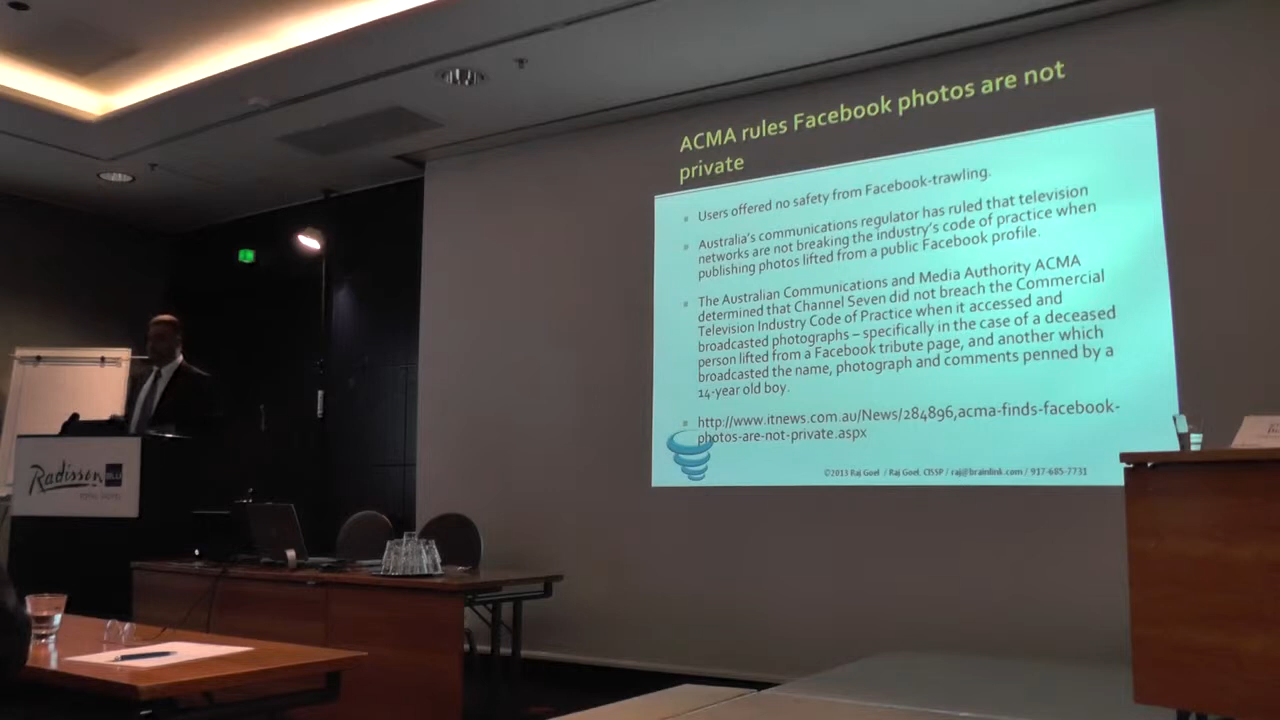 ACMA rules Facebook photos are not
private
Users offered no safety from Facebook-trawling.
Australia's communications regulator has ruled that television
networks are not breaking the industry's code of practice when
publishing photos lifted from a public Facebook profile.
The Australian Communications and Media Authority ACMA
determined that Channel Seven did not breach the Commercial
Television Industry Code of Practice when it accessed and
broadcasted photographs – specifically in the case of a deceased
person lifted from a Facebook tribute page, and another which
broadcasted the name, photograph and comments penned by a
14-year old boy.
http://www.itnews.com.au/News/284896,acma-finds-facebook-
photos-are-not-private.aspx
©2013 Raj Goel / Raj Goel, CISSP / raj@brainlink.com / 917-685-7731
Radisson BLU